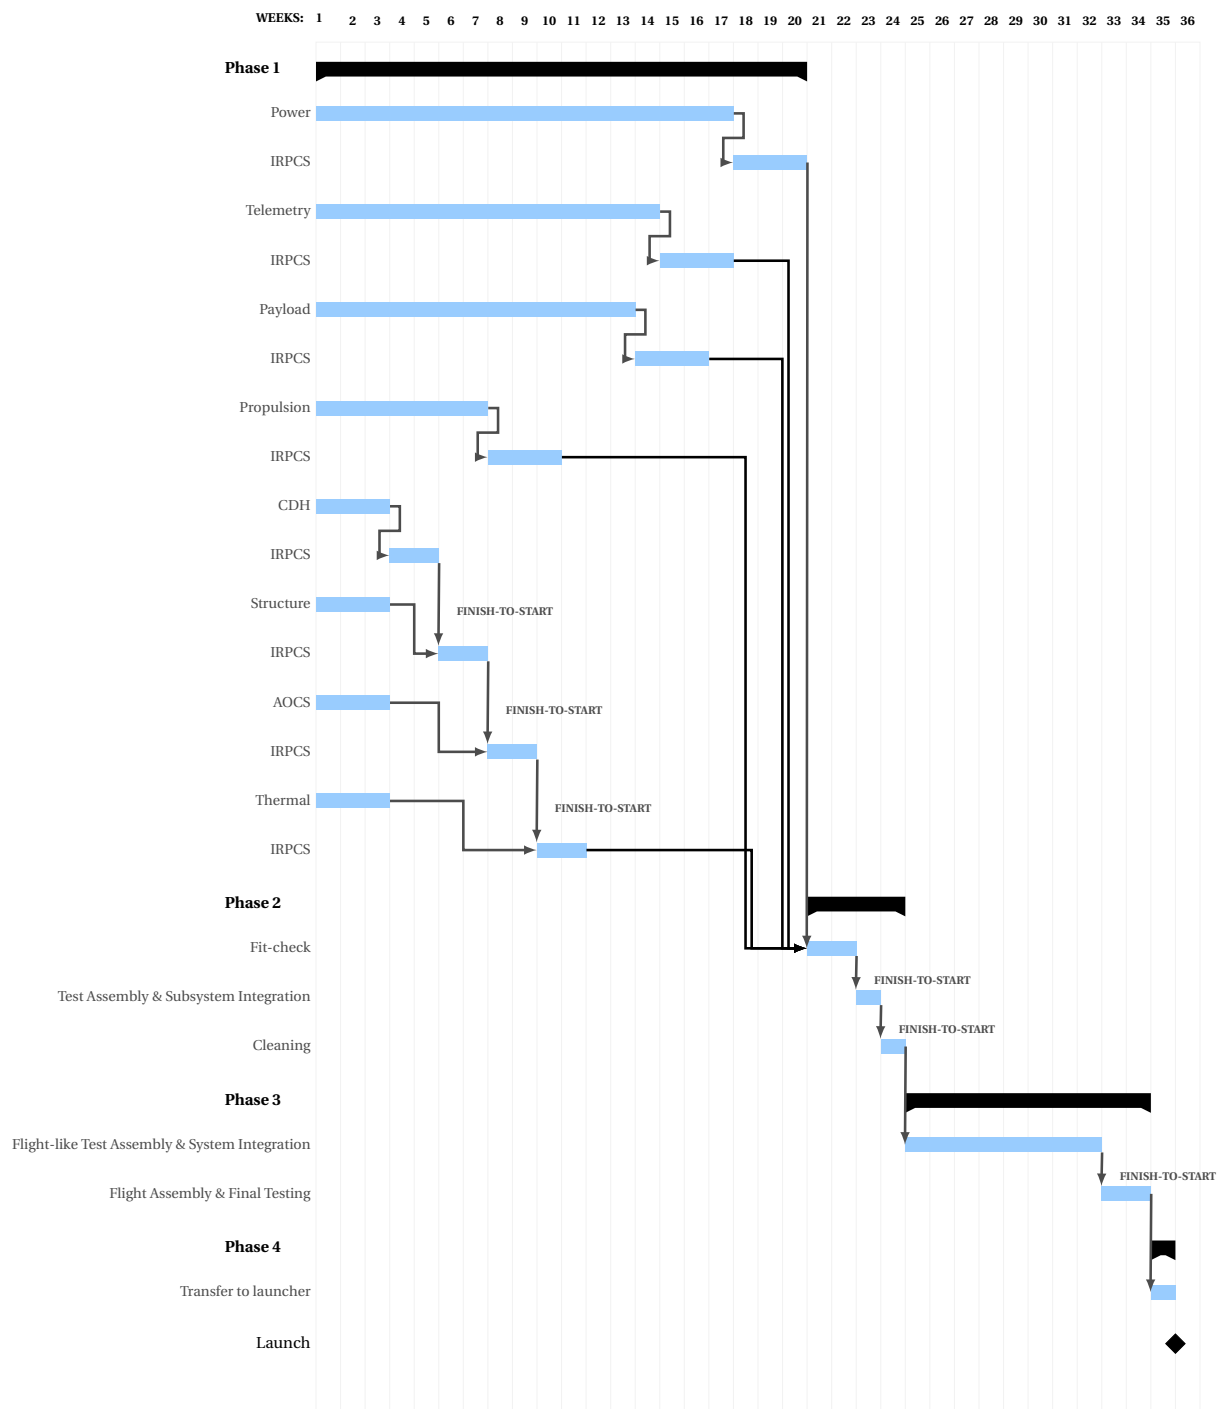 WEEKS: 1 2 3 4 5 6 7 8 9 10 11 12 13 14 15 16 17 18 19 20 21 22 23 24 25 26 27 28 29 30 31 32 33 34 35 36
Phase 1
Power
IRPCS
Telemetry
IRPCS
Payload
IRPCS
Propulsion
IRPCS
CDH
IRPCS
Structure
FINISH-TO-START
IRPCS
AOCS
FINISH-TO-START
IRPCS
Thermal
FINISH-TO-START
IRPCS
Phase 2
Fit-check
FINISH-TO-START
Test Assembly & Subsystem Integration
FINISH-TO-START
Cleaning
Phase 3
Flight-like Test Assembly & System Integration
FINISH-TO-START
Flight Assembly & Final Testing
Phase 4
Transfer to launcher
Launch